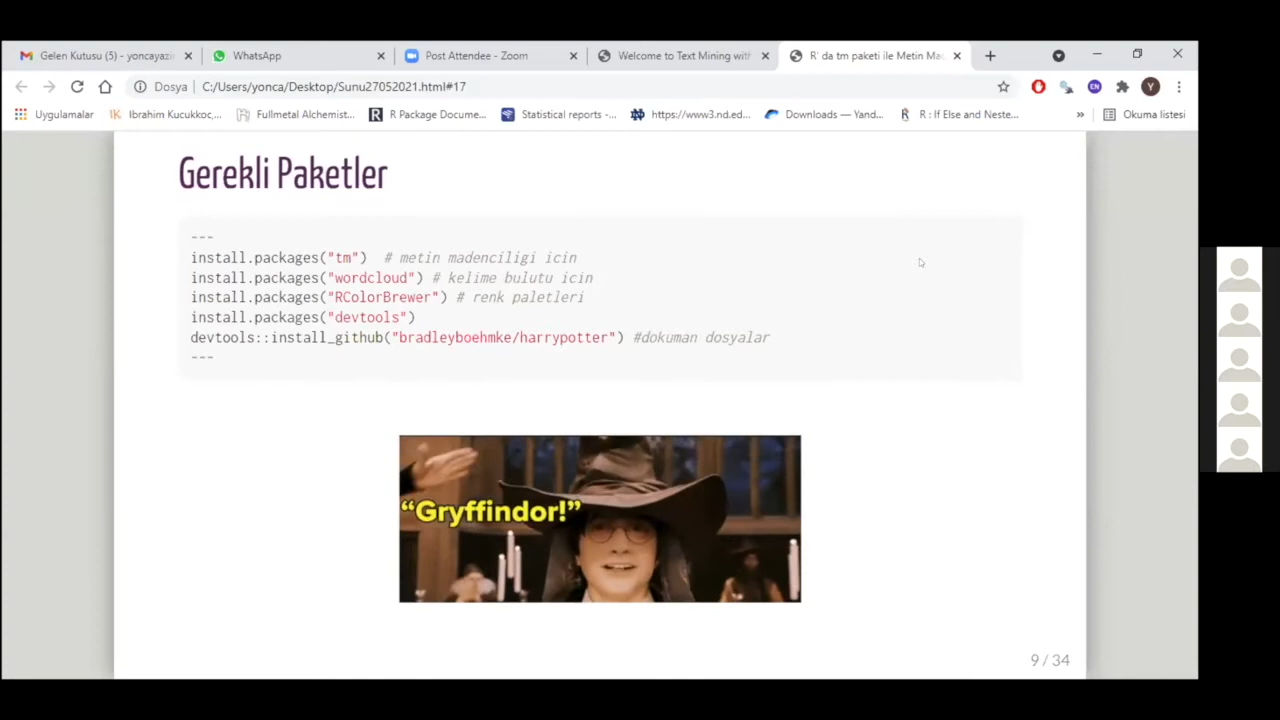 Gelen Kutusu (5) - yoncayazir
WhatsApp
Post Attendee - Zoom
Welcome to Text Mining with
R' da tm paketi ile Metin Mac
Dosya
C:/Users/yonca/Desktop/Sunu27052021.html#17
EN
Y
Uygulamalar
Ibrahim Kucukkoc,...
Fullmetal Alchemist...
R Package Docume...
Statistical reports -...
https://www3.nd.ed...
Downloads — Yand...
R : If Else and Neste...
»
Okuma listesi
Gerekli Paketler
---
install.packages("tm")  # metin madenciligi icin
install.packages("wordcloud") # kelime bulutu icin
install.packages("RColorBrewer") # renk paletleri
install.packages("devtools")
devtools::install_github("bradleyboehmke/harrypotter") #dokuman dosyalar
---
“Gryffindor!”
9 / 34